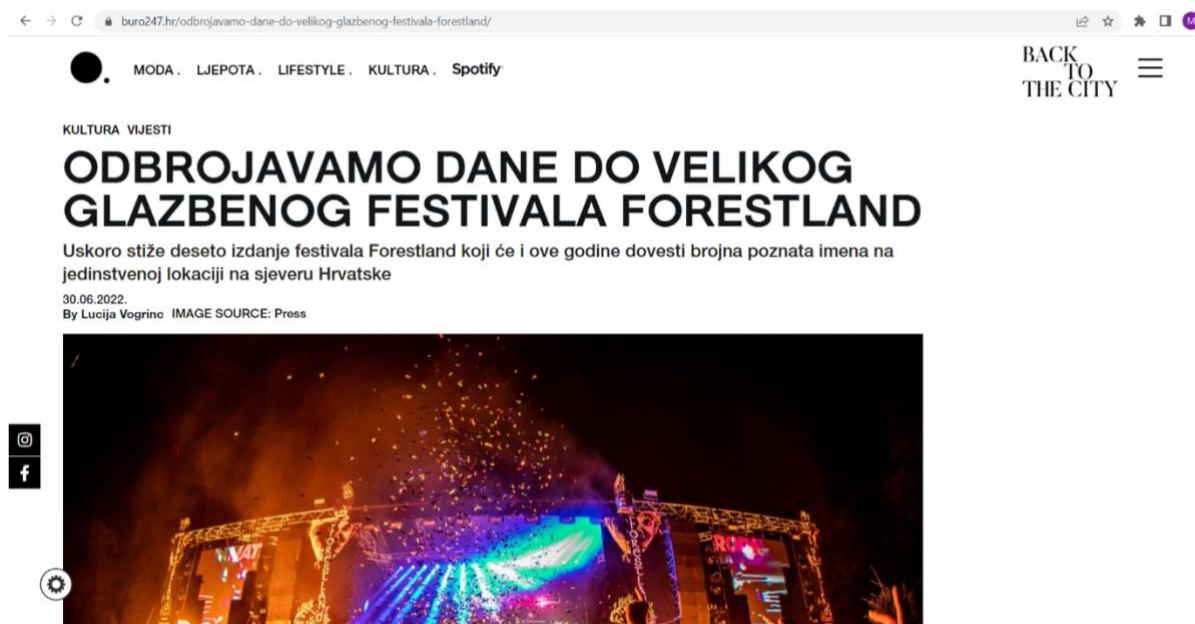 buro247.hr/odbrojavamo-dane-do-velikog-glazbenog-festivala-forestland/
M
MODA. LJEPOTA. LIFESTYLE. KULTURA. Spotify
BACK
TO
THE CITY
KULTURA VIJESTI
ODBROJAVAMO DANE DO VELIKOG
GLAZBENOG FESTIVALA FORESTLAND
Uskoro stiže deseto izdanje festivala Forestland koji će i ove godine dovesti brojna poznata imena na
jedinstvenoj lokaciji na sjeveru Hrvatske
30.06.2022.
By Lucija Vogrinc IMAGE SOURCE: Press